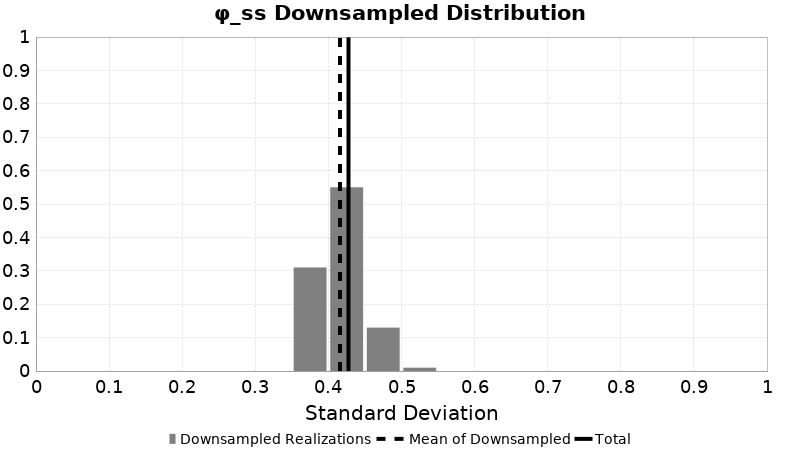 φ_ss Downsampled Distribution
1
0.9
0.8
0.7
0.6
0.5
0.4
0.3
0.2
0.1
0
0 0.1 0.2 0.3 0.4 0.5 0.6 0.7 0.8 0.9 1
Standard Deviation
Downsampled Realizations Mean of Downsampled Total